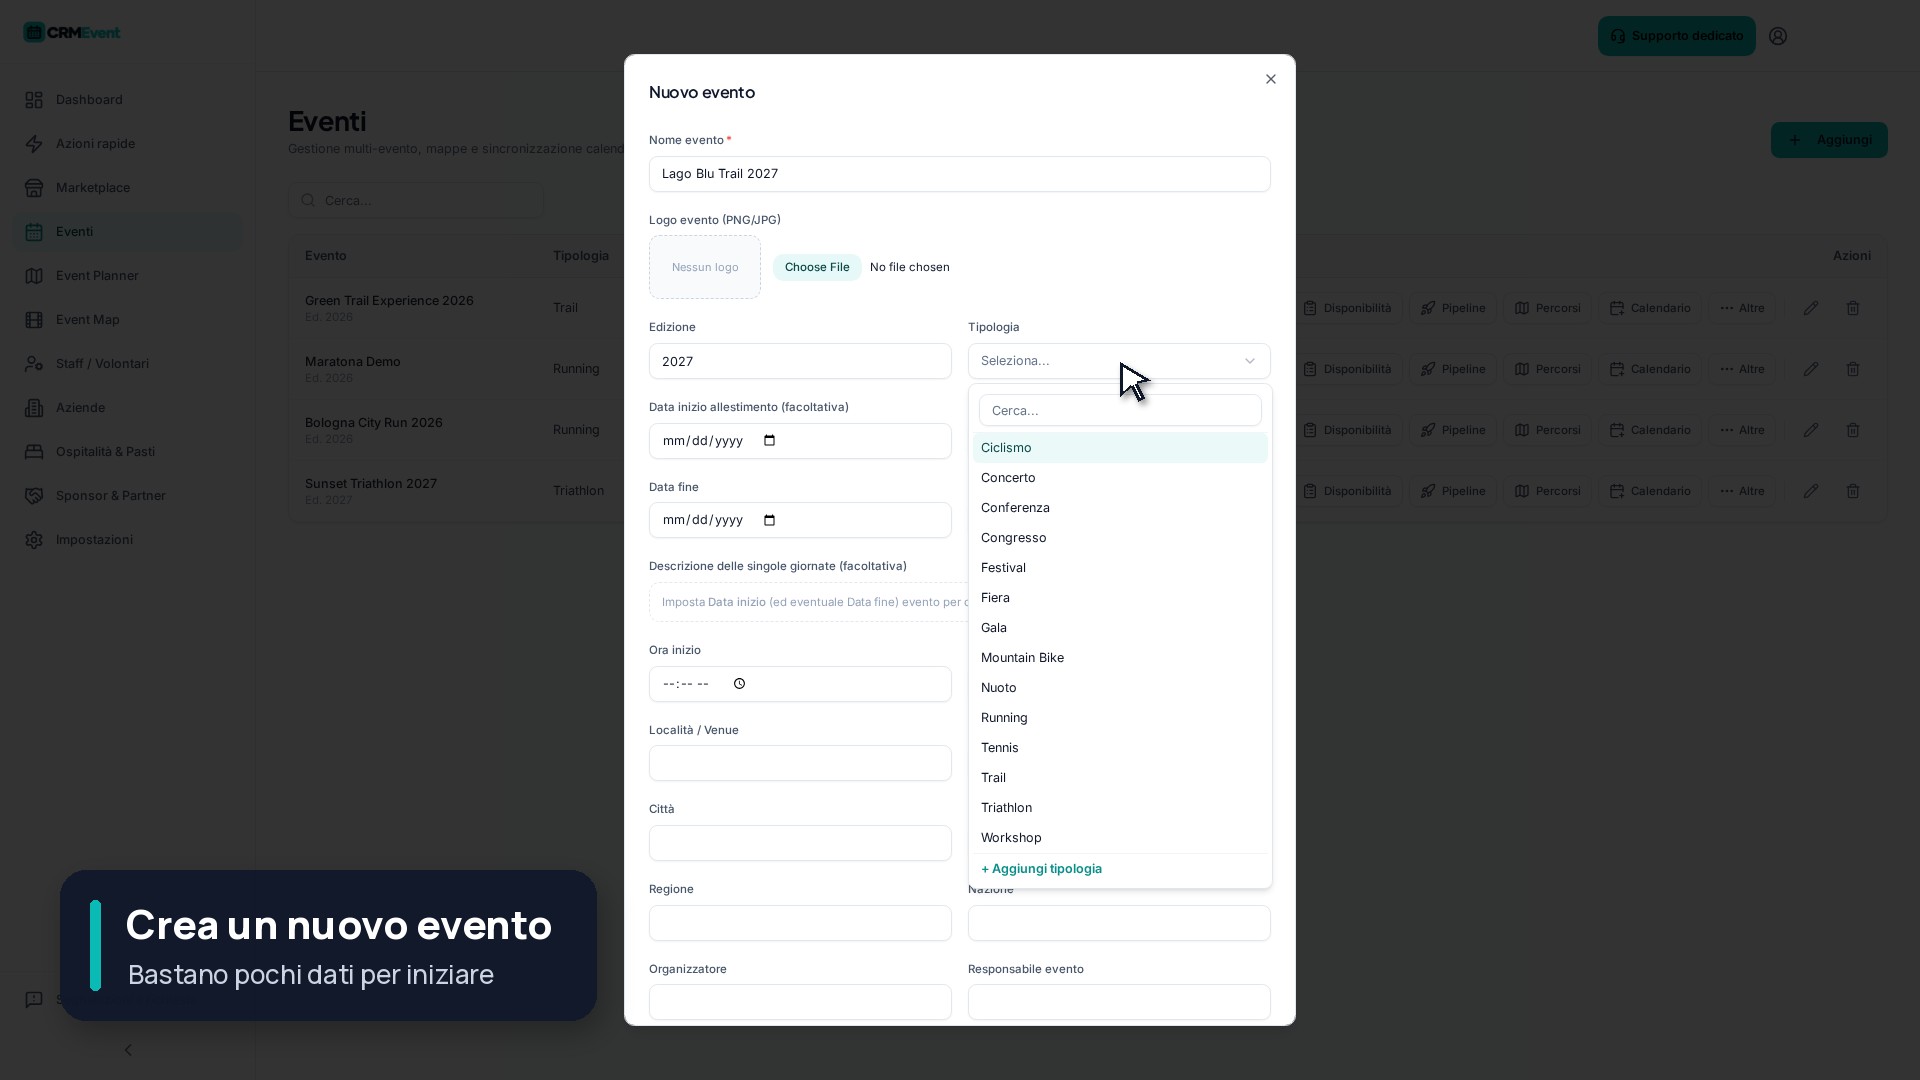 CRMEvent
Supporto dedicato
Dashboard
Azioni rapide
Marketplace
Eventi
Event Planner
Event Map
Staff / Volontari
Aziende
Ospitalità & Pasti
Sponsor & Partner
Impostazioni
Eventi
Gestione multi-evento, mappe e sincronizzazione calend
Aggiungi
Cerca...
Evento Tipologia Azioni
Green Trail Experience 2026
Ed. 2026
Trail
Disponibilità Pipeline Percorsi Calendario Altre
Maratona Demo
Ed. 2026
Running
Disponibilità Pipeline Percorsi Calendario Altre
Bologna City Run 2026
Ed. 2026
Running
Disponibilità Pipeline Percorsi Calendario Altre
Sunset Triathlon 2027
Ed. 2027
Triathlon
Disponibilità Pipeline Percorsi Calendario Altre
Nuovo evento
Nome evento *
Lago Blu Trail 2027
Logo evento (PNG/JPG)
Nessun logo
Choose File No file chosen
Edizione
2027
Tipologia
Seleziona...
Cerca...
Ciclismo
Concerto
Conferenza
Congresso
Festival
Fiera
Gala
Mountain Bike
Nuoto
Running
Tennis
Trail
Triathlon
Workshop
+ Aggiungi tipologia
Data inizio allestimento (facoltativa)
mm/dd/yyyy
Data fine
mm/dd/yyyy
Descrizione delle singole giornate (facoltativa)
Imposta Data inizio (ed eventuale Data fine) evento per
Ora inizio
--:-- --
Località / Venue
Città
Regione
Nazione
Organizzatore
Responsabile evento
Crea un nuovo evento
Bastano pochi dati per iniziare